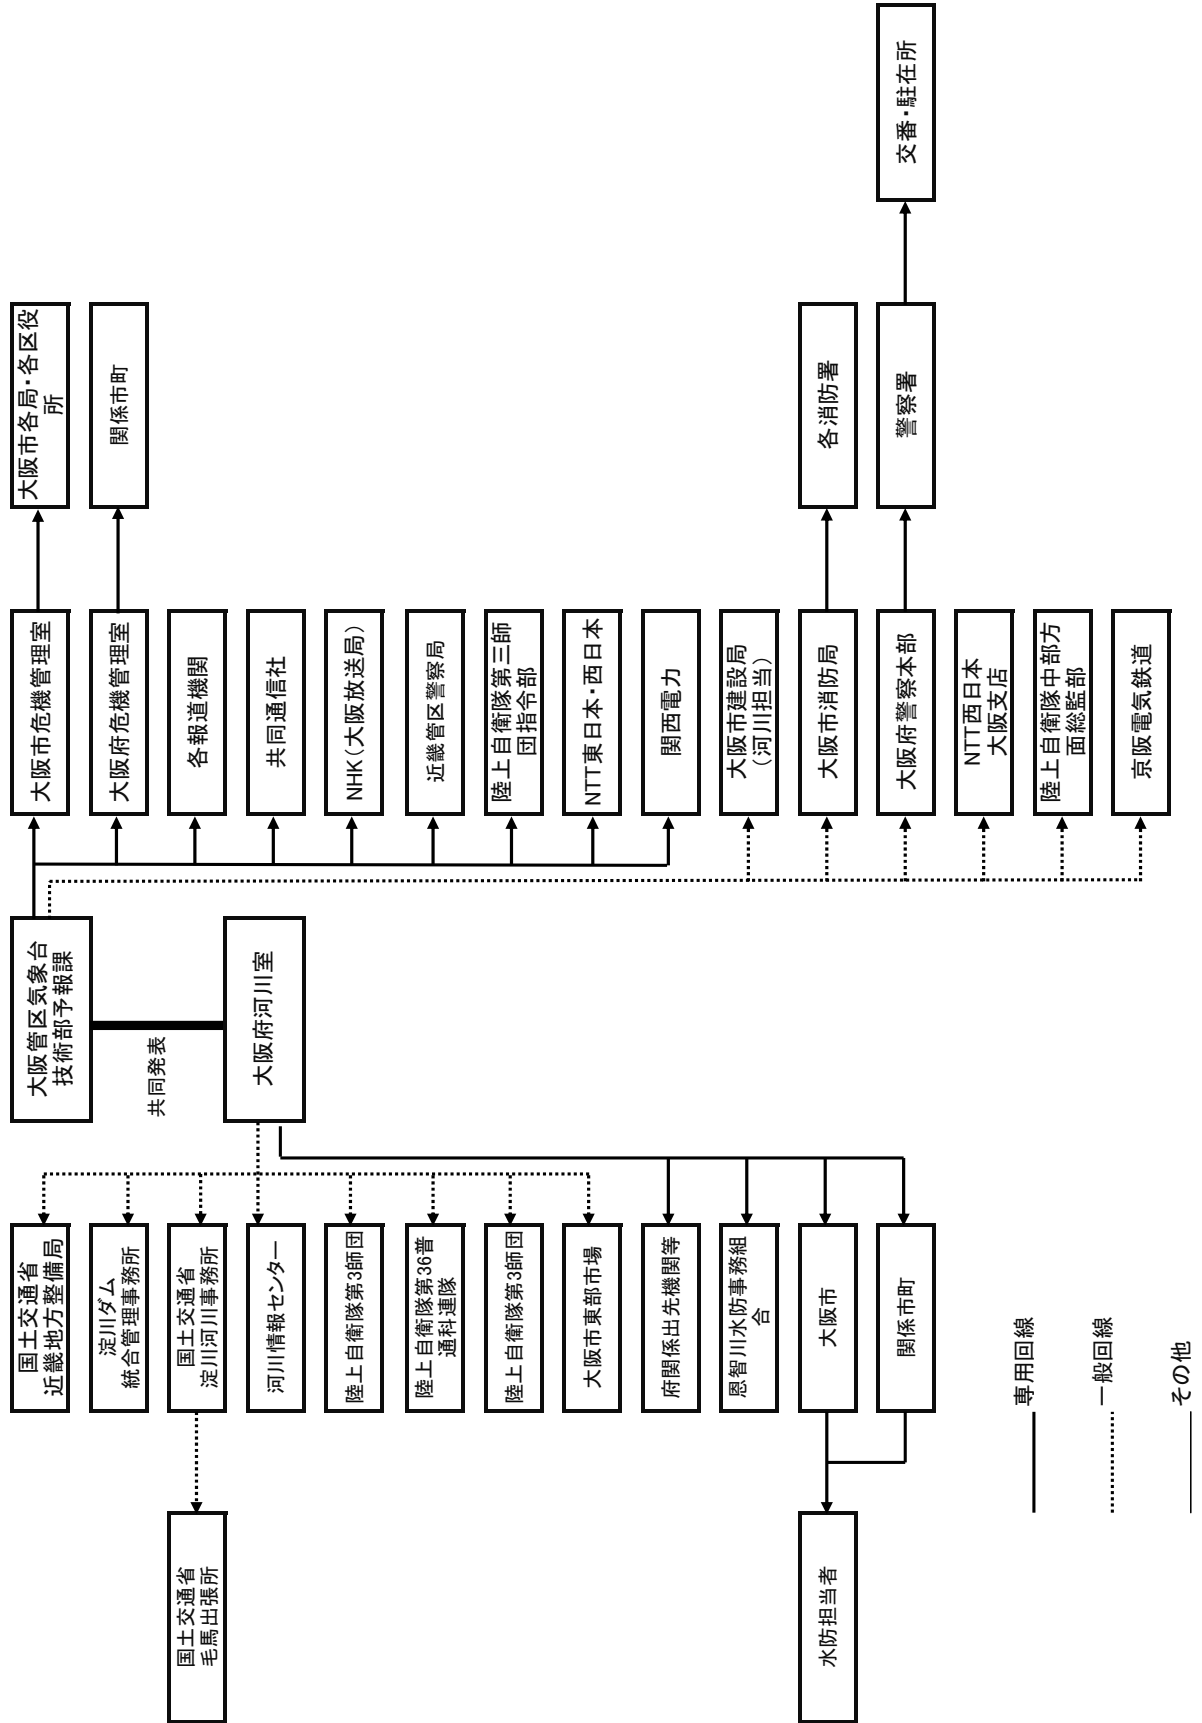 国土交通省
毛馬出張所
水防担当者
国土交通省
近畿地方整備局
淀川ダム
統合管理事務所
国土交通省
淀川河川事務所
河川情報センター
陸上自衛隊第3師団
陸上自衛隊第36普
通科連隊
陸上自衛隊第3師団
大阪市東部市場
府関係出先機関等
恩智川水防事務組
合
大阪市
関係市町
大阪管区気象台
技術部予報課
共同発表
大阪府河川室
大阪市危機管理室
大阪府危機管理室
各報道機関
共同通信社
NHK(大阪放送局)
近畿管区警察局
陸上自衛隊第三師
団指令部
NTT東日本・西日本
関西電力
大阪市建設局
(河川担当)
大阪市消防局
大阪府警察本部
NTT西日本
大阪支店
陸上自衛隊中部方
面総監部
京阪電気鉄道
大阪市各局・各区役
所
関係市町
各消防署
警察署
交番・駐在所
専用回線
一般回線
その他